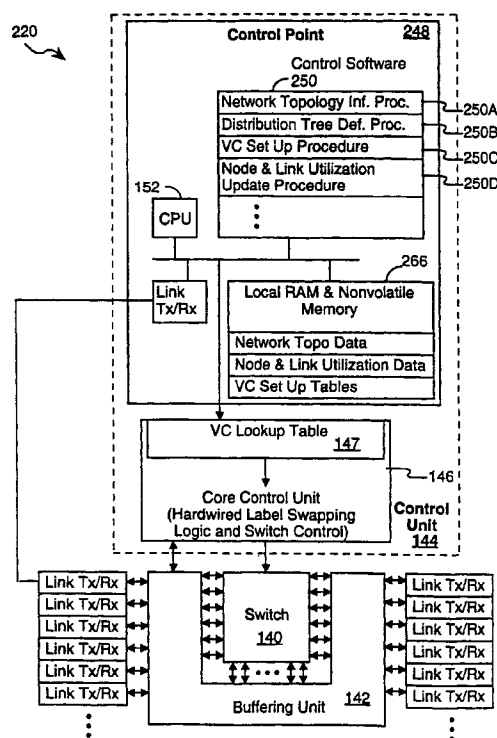 220
Control Point
248
Control Software
250
Network Topology Inf. Proc.
250A
Distribution Tree Def. Proc.
250B
VC Set Up Procedure
250C
Node & Link Utilization
Update Procedure
250D
152
CPU
266
Link
Tx/Rx
Local RAM & Nonvolatile
Memory
Network Topo Data
Node & Link Utilization Data
VC Set Up Tables
VC Lookup Table
147
146
Core Control Unit
(Hardwired Label Swapping
Logic and Switch Control)
Control
Unit
144
Link Tx/Rx
Link Tx/Rx
Link Tx/Rx
Link Tx/Rx
Link Tx/Rx
Link Tx/Rx
Switch
140
Buffering Unit
142
Link Tx/Rx
Link Tx/Rx
Link Tx/Rx
Link Tx/Rx
Link Tx/Rx
Link Tx/Rx